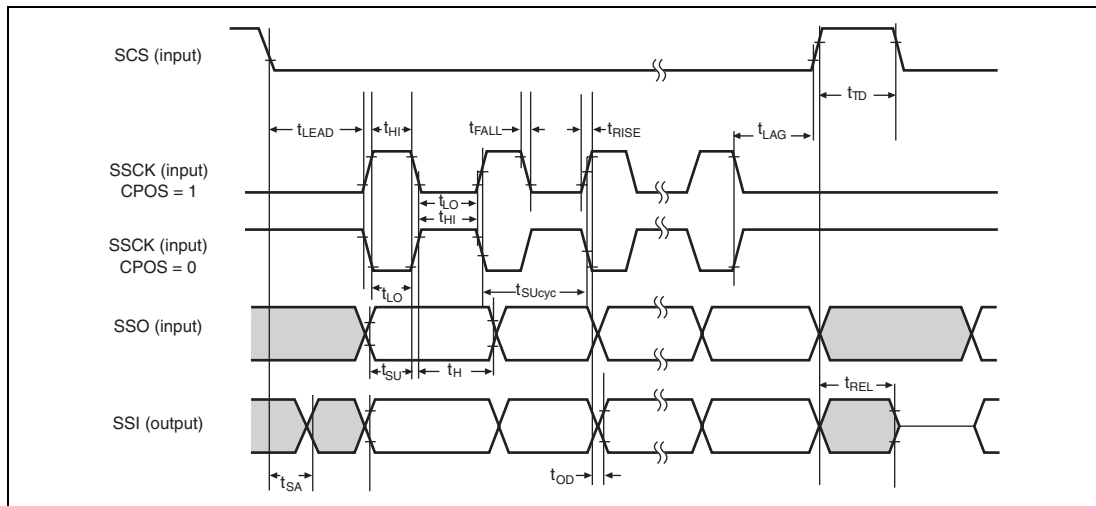 SCS (input)
tTD
tLEAD tHI tFALL tRISE tLAG
SSCK (input)
CPOS = 1
tLO
tHI
SSCK (input)
CPOS = 0
tLO tSUcyc
SSO (input)
tSU tH tREL
SSI (output)
tOD
tSA